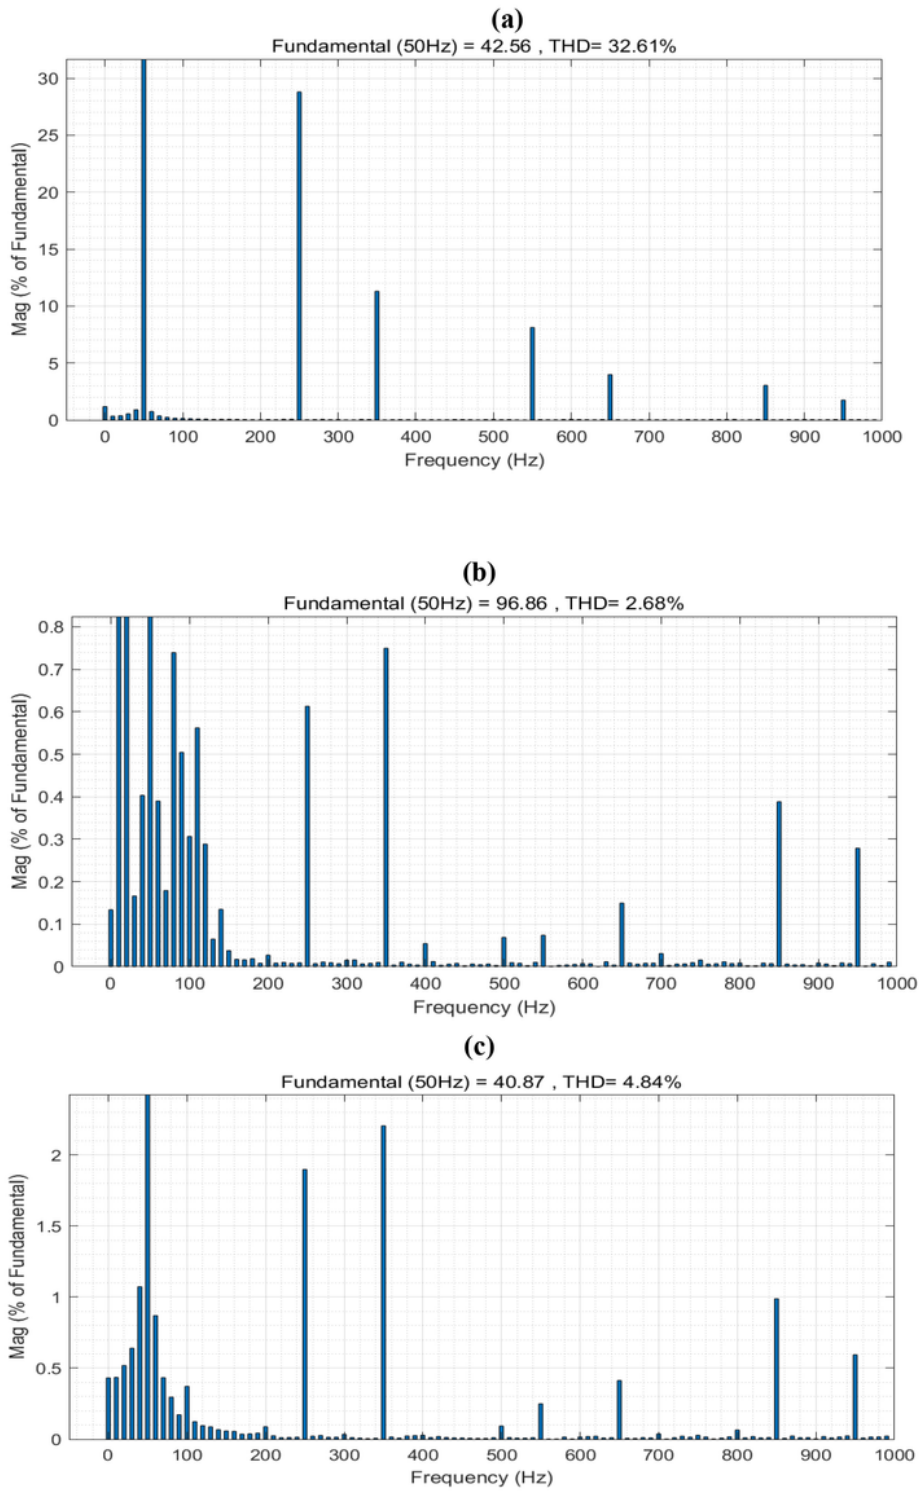 (a)
Fundamental (50Hz) = 42.56 , THD= 32.61%
30
25
20
15
10
5
0
Mag (% of Fundamental)
0 100 200 300 400 500 600 700 800 900 1000
Frequency (Hz)
(b)
Fundamental (50Hz) = 96.86 , THD= 2.68%
0.8
0.7
0.6
0.5
0.4
0.3
0.2
0.1
0
Mag (% of Fundamental)
0 100 200 300 400 500 600 700 800 900 1000
Frequency (Hz)
(c)
Fundamental (50Hz) = 40.87 , THD= 4.84%
2
1.5
1
0.5
0
Mag (% of Fundamental)
0 100 200 300 400 500 600 700 800 900 1000
Frequency (Hz)